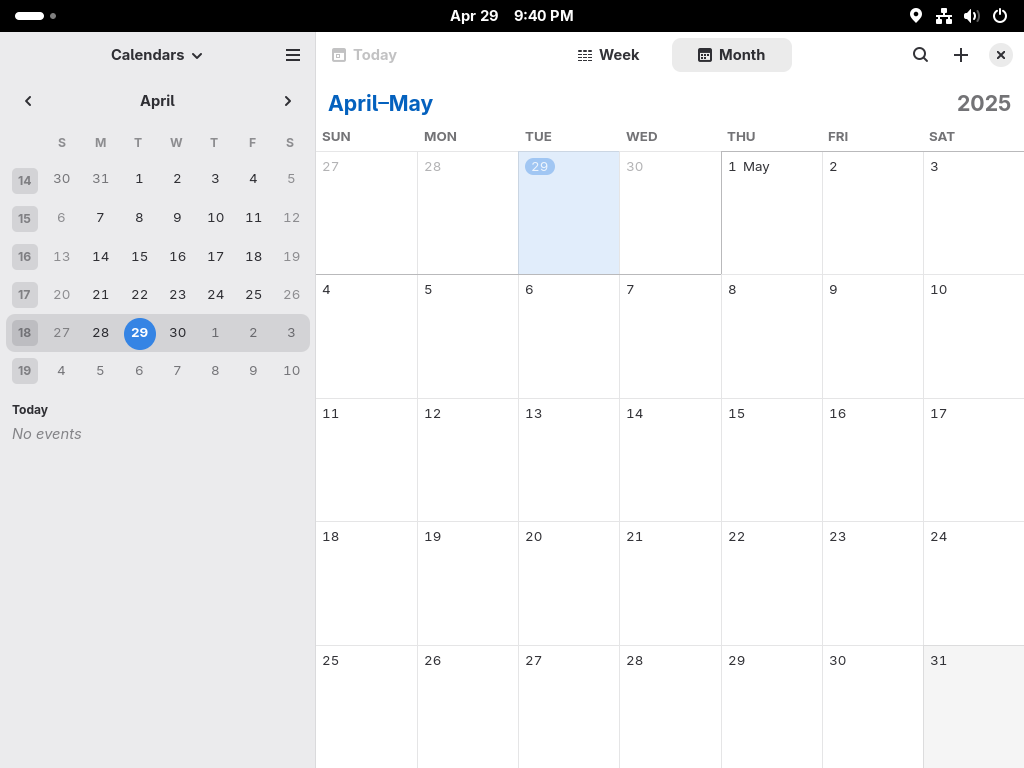 Apr 29 9:40 PM
Calendars
Today
Week
Month
April
April–May
2025
S M T W T F S
14 30 31 1 2 3 4 5
15 6 7 8 9 10 11 12
16 13 14 15 16 17 18 19
17 20 21 22 23 24 25 26
18 27 28 29 30 1 2 3
19 4 5 6 7 8 9 10
Today
No events
SUN MON TUE WED THU FRI SAT
27 28 29 30 1 May 2 3
4 5 6 7 8 9 10
11 12 13 14 15 16 17
18 19 20 21 22 23 24
25 26 27 28 29 30 31